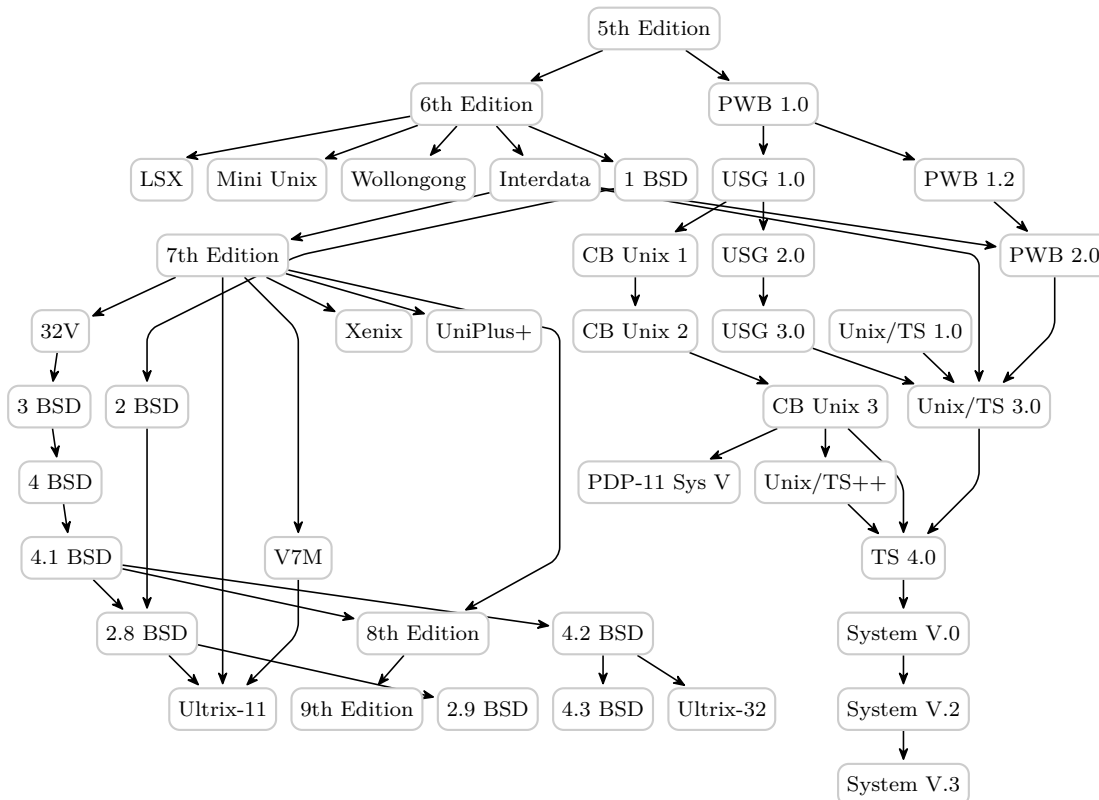 5th Edition
6th Edition
PWB 1.0
LSX
Mini Unix
Wollongong
Interdata
1 BSD
USG 1.0
PWB 1.2
7th Edition
CB Unix 1
USG 2.0
PWB 2.0
32V
Xenix
UniPlus+
CB Unix 2
USG 3.0
Unix/TS 1.0
3 BSD
2 BSD
CB Unix 3
Unix/TS 3.0
4 BSD
PDP-11 Sys V
Unix/TS++
4.1 BSD
V7M
TS 4.0
2.8 BSD
8th Edition
4.2 BSD
System V.0
Ultrix-11
9th Edition
2.9 BSD
4.3 BSD
Ultrix-32
System V.2
System V.3